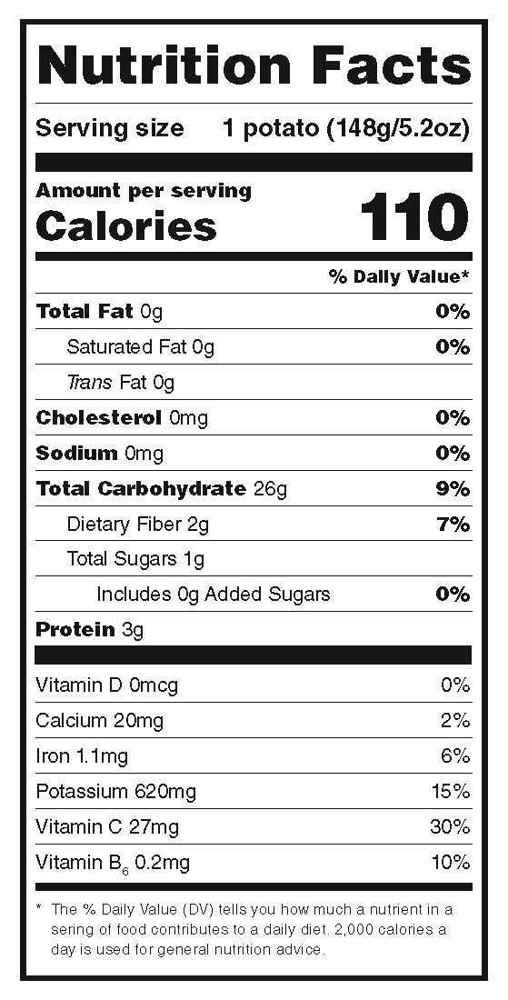 Nutrition Facts
Serving size 1 potato (148g/5.2oz)
Amount per serving
Calories 110
% Daily Value*
Total Fat 0g 0%
Saturated Fat 0g 0%
Trans Fat 0g
Cholesterol 0mg 0%
Sodium 0mg 0%
Total Carbohydrate 26g 9%
Dietary Fiber 2g 7%
Total Sugars 1g
Includes 0g Added Sugars 0%
Protein 3g
Vitamin D 0mcg 0%
Calcium 20mg 2%
Iron 1.1mg 6%
Potassium 620mg 15%
Vitamin C 27mg 30%
Vitamin B₆ 0.2mg 10%
* The % Daily Value (DV) tells you how much a nutrient in a
sering of food contributes to a daily diet. 2,000 calories a
day is used for general nutrition advice.